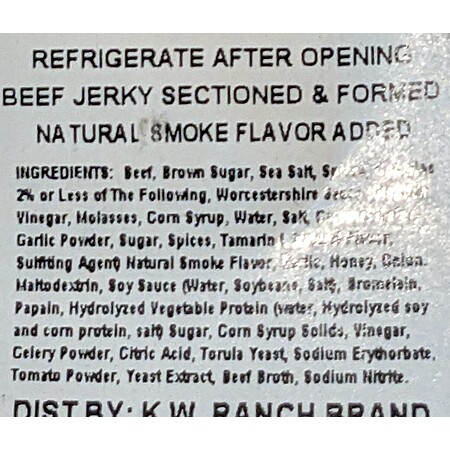 REFRIGERATE AFTER OPENING
BEEF JERKY SECTIONED & FORMED
NATURAL SMOKE FLAVOR ADDED
INGREDIENTS: Beef, Brown Sugar, Sea Salt,
2% or Less of The Following, Worcestershire
Vinegar, Molasses, Corn Syrup, Water, Salt,
Garlic Powder, Sugar, Spices,
Sulfiting Agent) Natural Smoke Flavor, Honey, Onion.
Maltodextrin, Soy Sauce (Water, Soybeans, Salt), Bromelain,
Papain, Hydrolyzed Vegetable Protein (water, Hydrolyzed soy
and corn protein, salt) Sugar, Corn Syrup Solids, Vinegar,
Celery Powder, Citric Acid, Torula Yeast, Sodium Erythorbate,
Tomato Powder, Yeast Extract, Beef Broth, Sodium Nitrite.
DIST BY: K.W. RANCH BRAND